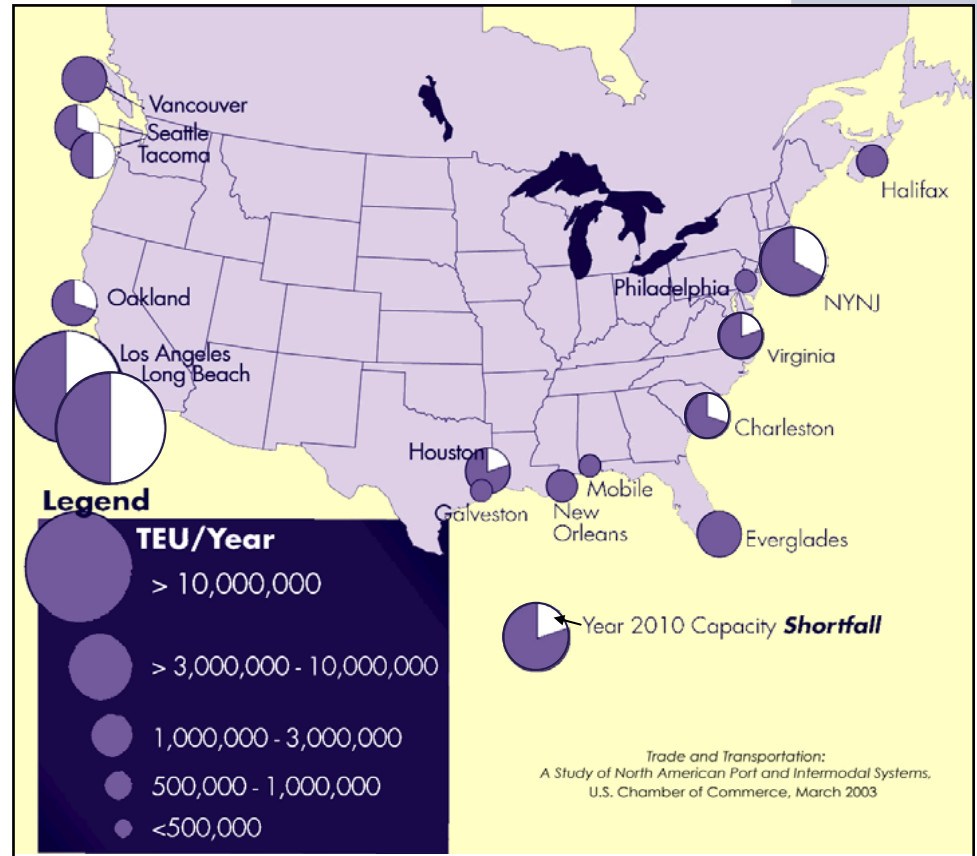 Vancouver
Seattle
Tacoma
Halifax
Oakland
Philadelphia
NYNJ
Los Angeles
Long Beach
Virginia
Charleston
Houston
Mobile
Galveston
New
Orleans
Everglades
Legend
TEU/Year
> 10,000,000
> 3,000,000 - 10,000,000
1,000,000 - 3,000,000
500,000 - 1,000,000
<500,000
Year 2010 Capacity Shortfall
Trade and Transportation:
A Study of North American Port and Intermodal Systems,
U.S. Chamber of Commerce, March 2003